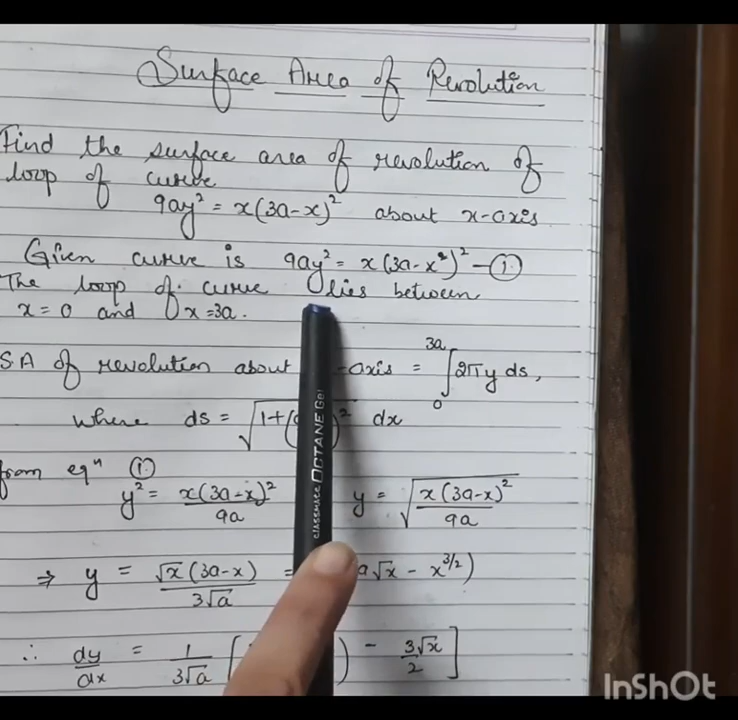 Surface Area of Revolution
Find the surface area of revolution of
loop of curve
9ay² = x(3a-x)² about x-axis
Given curve is 9ay² = x(3a-x²)² - ①
The loop of curve lies between
x = 0 and x = 3a.
S.A of revolution about -axis = ∫₀³ᵃ 2πy ds,
where ds = √1+( )² dx
from eqⁿ ①
y² = x(3a-x)²/9a y = √x(3a-x)²/9a
⇒ y = √x(3a-x)/3√a = a√x - x^3/2)
∴ dy/dx = 1/3√a [ ) - 3√x/2]
CLASSMATE OCTANE Gel
InShOt